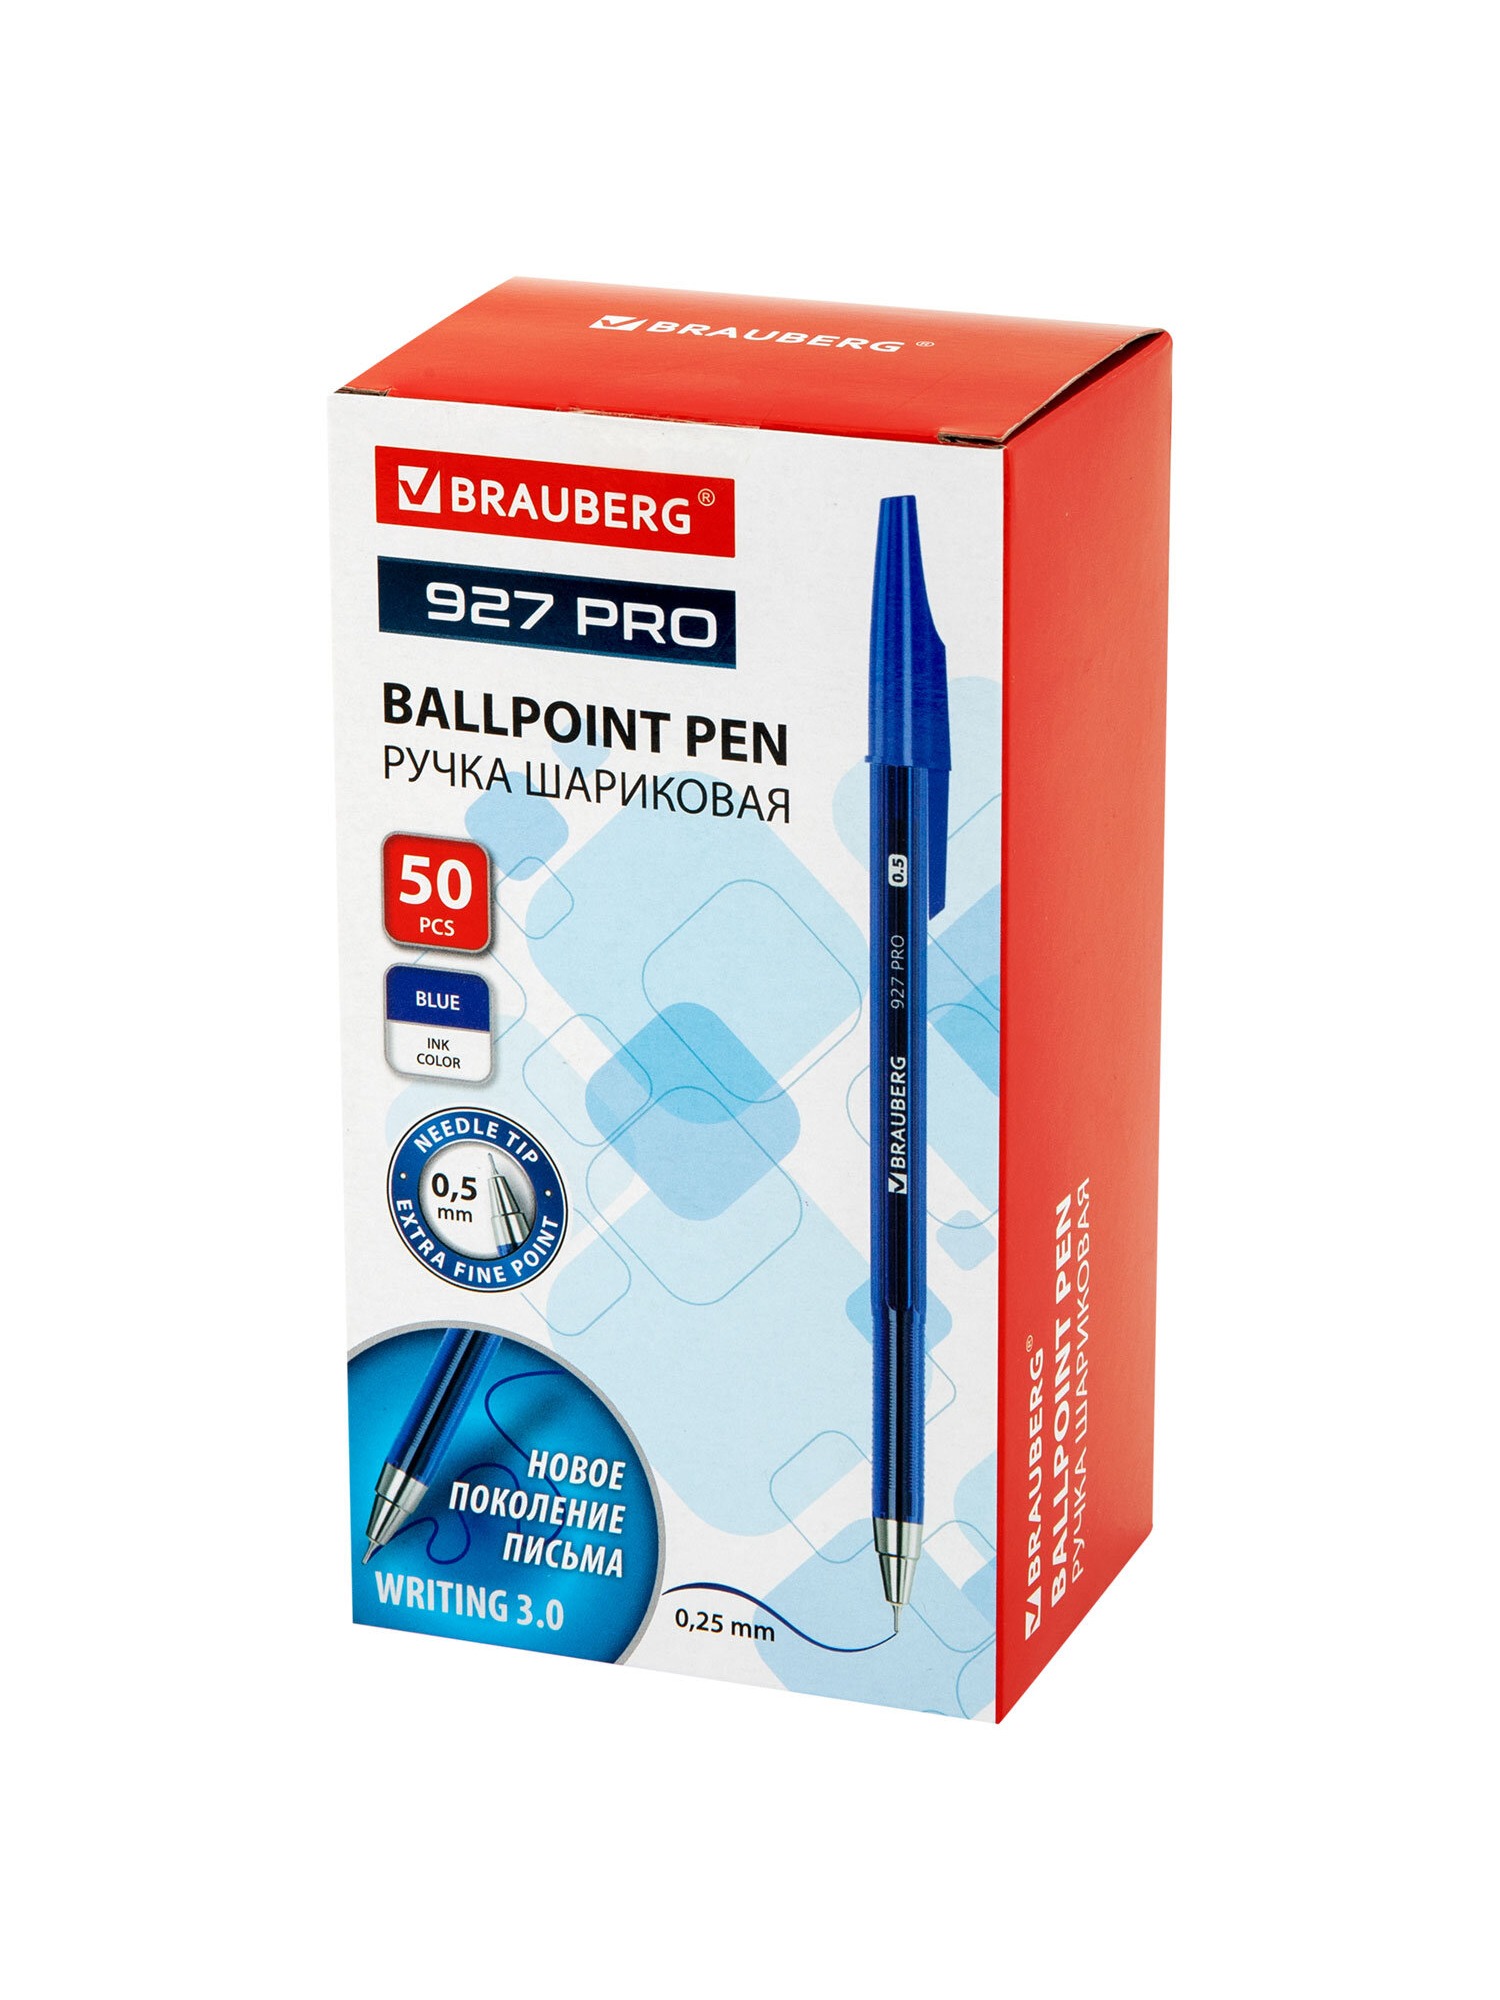 BRAUBERG ®
BRAUBERG®
927 PRO
BALLPOINT PEN
РУЧКА ШАРИКОВАЯ
50
PCS
BLUE
INK
COLOR
NEEDLE TIP
0,5
mm
EXTRA FINE POINT
НОВОЕ
ПОКОЛЕНИЕ
ПИСЬМА
WRITING 3.0
0,25 mm
BRAUBERG 927 PRO 0.5
BRAUBERG®
BALLPOINT PEN
РУЧКА ШАРИКОВАЯ